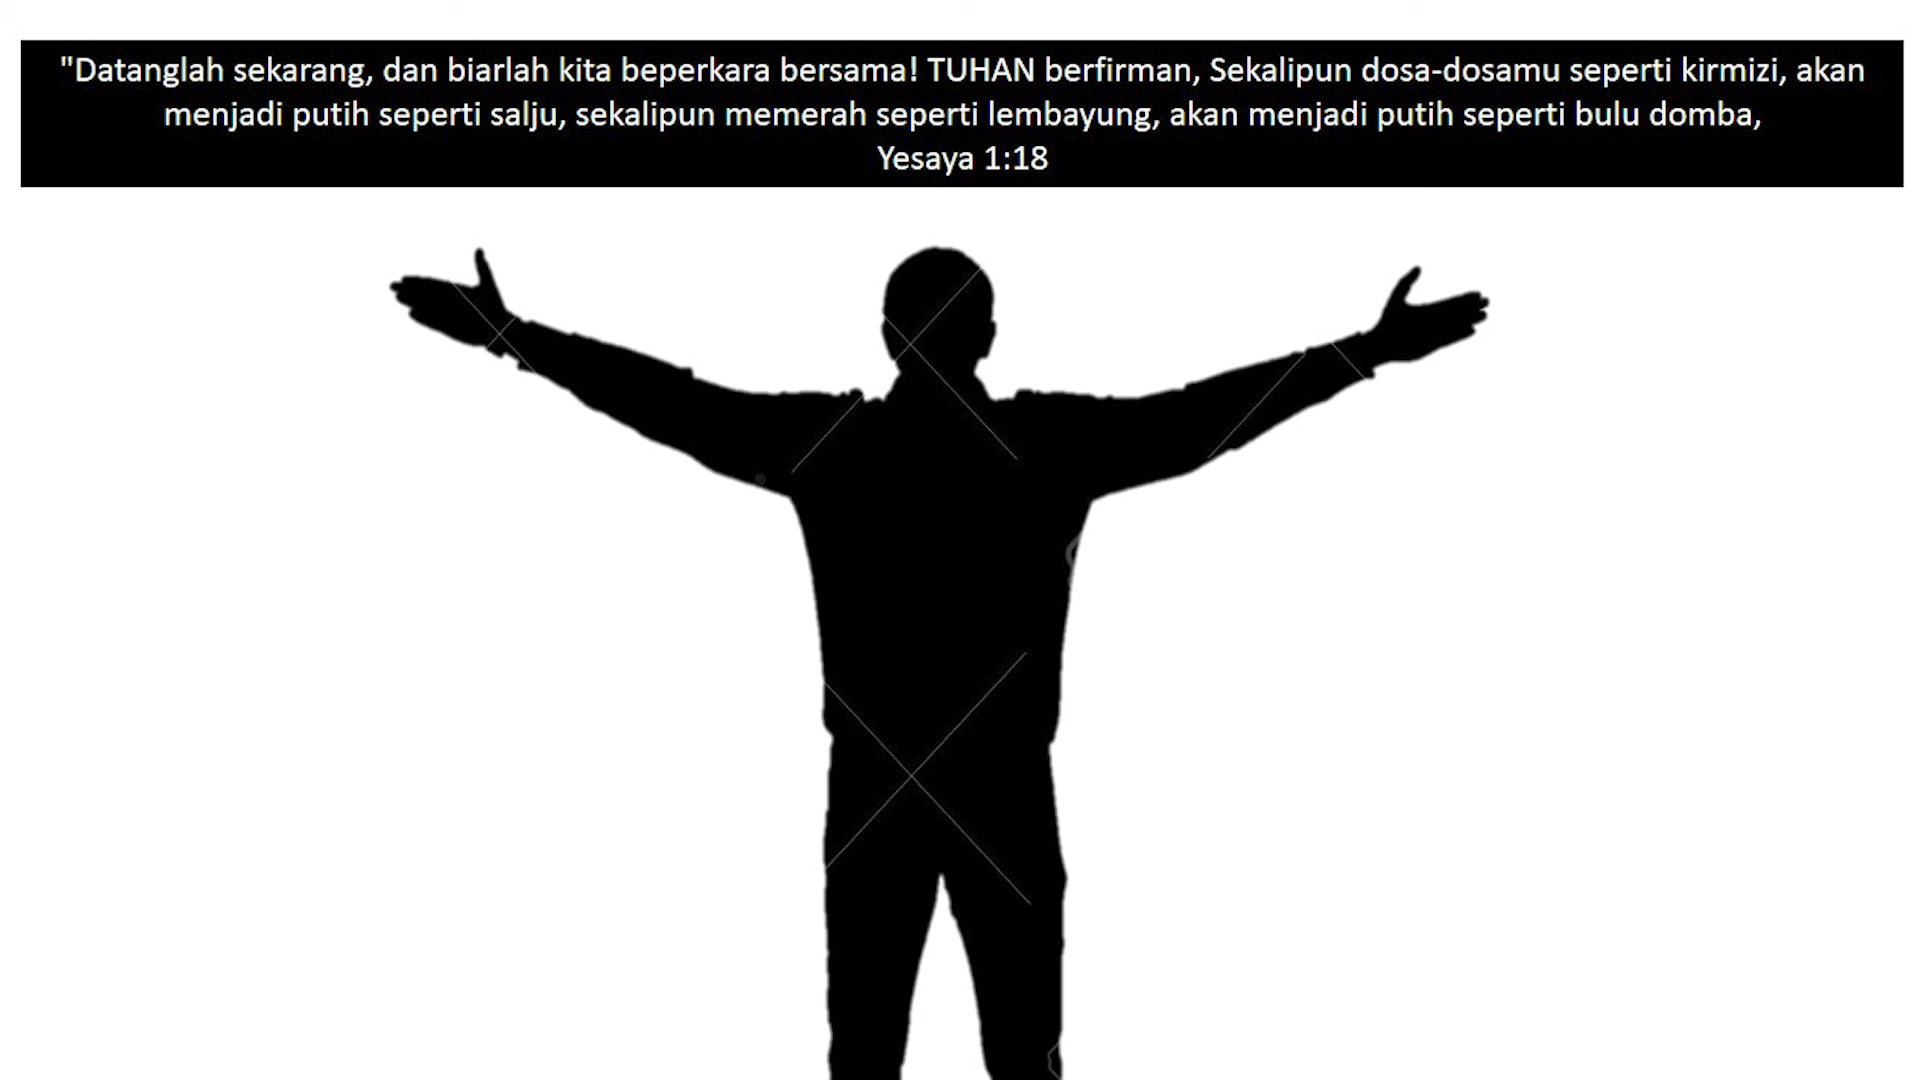 "Datanglah sekarang, dan biarlah kita beperkara bersama! TUHAN berfirman, Sekalipun dosa-dosamu seperti kirmizi, akan
menjadi putih seperti salju, sekalipun memerah seperti lembayung, akan menjadi putih seperti bulu domba,
Yesaya 1:18